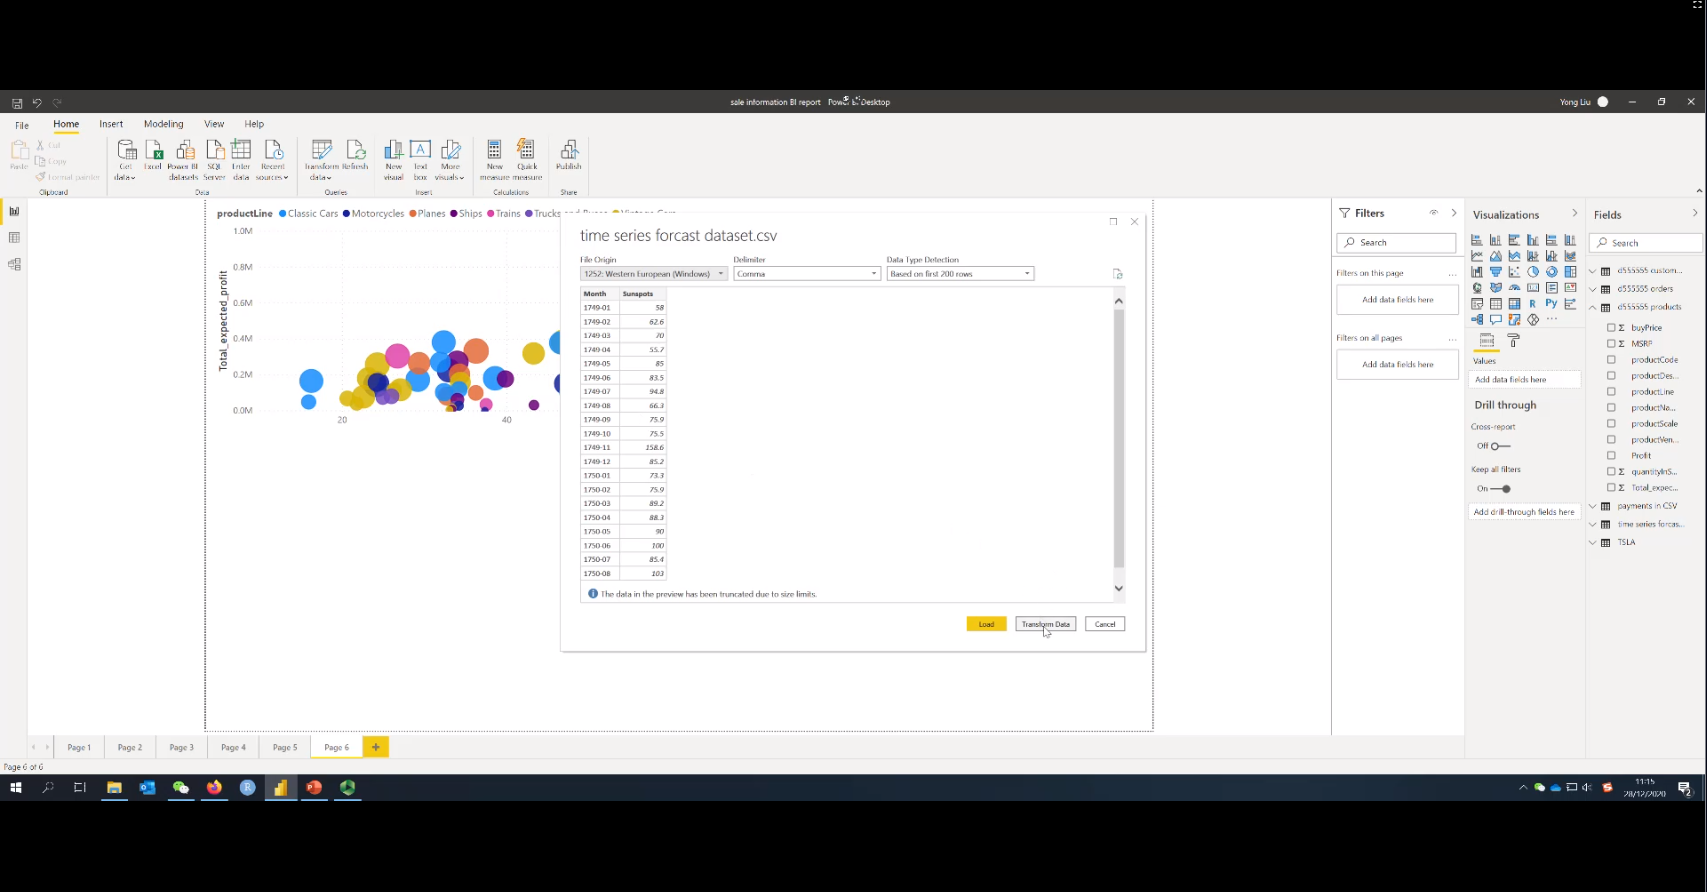 sale information BI report Power BI Desktop
Yong Liu
File Home Insert Modeling View Help
Cut
Copy
Format painter
Paste
Get data
Excel
Power BI datasets
SQL Server
Enter data
Recent sources
Transform data
Refresh
New visual
Text box
More visuals
New measure
Quick measure
Publish
Clipboard Data Queries Insert Calculations Share
productLine Classic Cars Motorcycles Planes Ships Trains
1.0M
0.8M
0.6M
0.4M
0.2M
0.0M
Total_expected_profit
20 40
time series forcast dataset.csv
File Origin Delimiter Data Type Detection
1252: Western European (Windows) Comma Based on first 200 rows
Month Sunspots
1749-01 58
1749-02 62.6
1749-03 70
1749-04 55.7
1749-05 85
1749-06 83.5
1749-07 94.8
1749-08 66.3
1749-09 75.9
1749-10 75.5
1749-11 158.6
1749-12 85.2
1750-01 73.3
1750-02 75.9
1750-03 89.2
1750-04 88.3
1750-05 90
1750-06 100
1750-07 85.4
1750-08 103
The data in the preview has been truncated due to size limits.
Load Transform Data Cancel
Filters
Search
Filters on this page ...
Add data fields here
Filters on all pages ...
Add data fields here
Visualizations
R Py
Values
Add data fields here
Drill through
Cross-report
Off
Keep all filters
On
Add drill-through fields here
Fields
Search
d555555 custom...
d555555 orders
d555555 products
Σ buyPrice
Σ MSRP
productCode
productDes...
productLine
productNa...
productScale
productVen...
Profit
Σ quantityInS...
Σ Total_expec...
payments in CSV
time series forcas...
TSLA
Page 1 Page 2 Page 3 Page 4 Page 5 Page 6 +
Page 6 of 6
11:15
28/12/2020